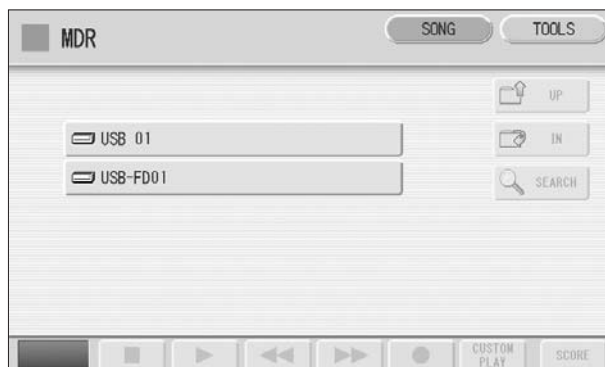 MDR
SONG
TOOLS
UP
USB 01
IN
USB-FD01
SEARCH
CUSTOM
PLAY
SCORE